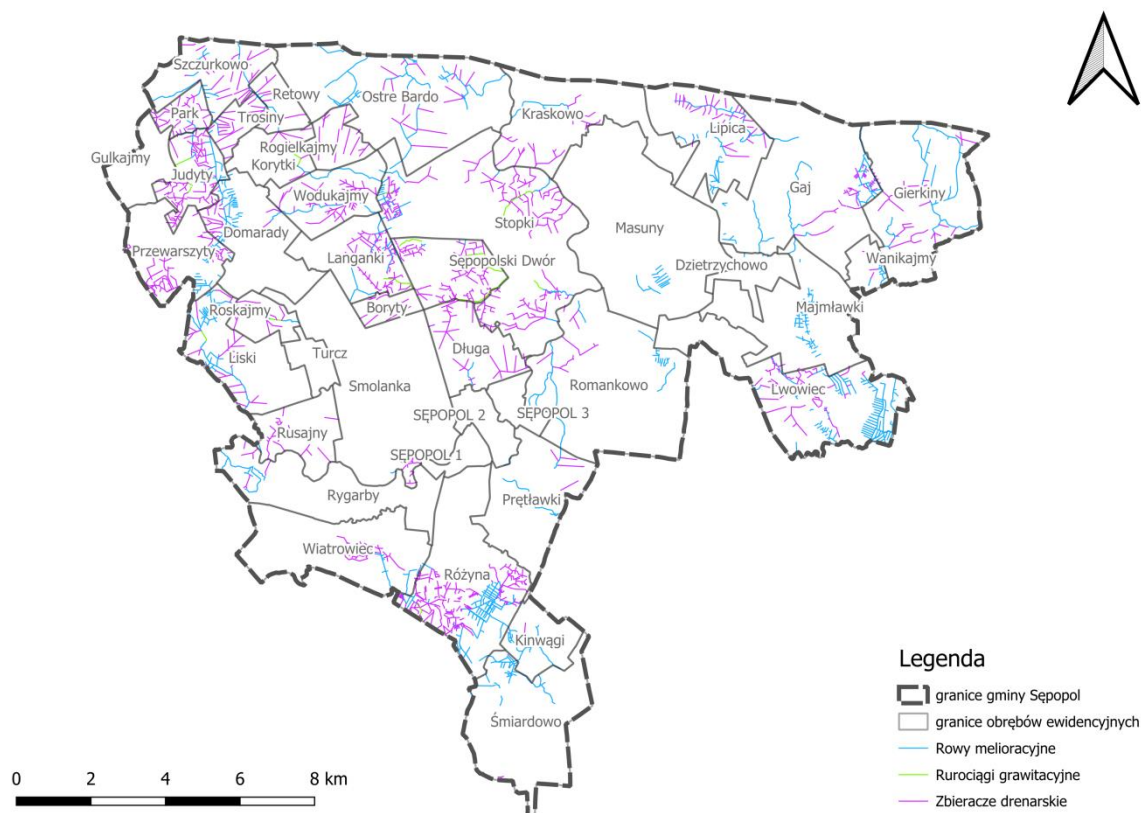 Szczurkowo
Retowy
Ostre Bardo
Park
Trosiny
Kraskowo
Lipica
Rogielkajmy
Gulkajmy
Korytki
Judyty
Wodukajmy
Gaj
Gierkiny
Stopki
Masuny
Domarady
Przewarszyty
Langanki
Sępopolski Dwór
Dzietrzychowo
Wanikajmy
Boryty
Majmławki
Roskajmy
Długa
Liski
Turcz
Smolanka
Romankowo
Lwowiec
SĘPOPOL 2
SĘPOPOL 3
Rusajny
SĘPOPOL 1
Rygarby
Prętławki
Wiatrowiec
Różyna
Kinwągi
Śmiardowo
Legenda
granice gminy Sępopol
granice obrębów ewidencyjnych
Rowy melioracyjne
Rurociągi grawitacyjne
Zbieracze drenarskie
0 2 4 6 8 km